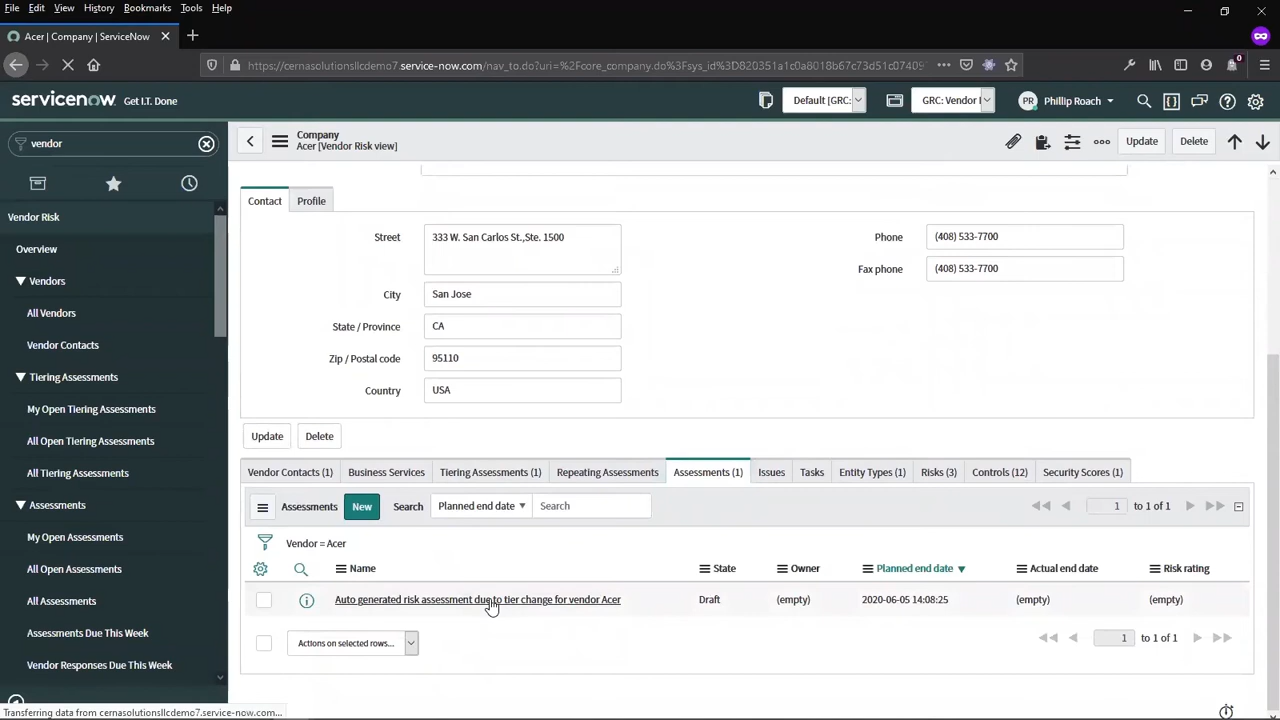 File Edit View History Bookmarks Tools Help
Acer | Company | ServiceNow
https://cernasolutionsllcdemo7.service-now.com/nav_to.do?uri=%2Fcore_company.do%3Fsys_id%3D820351a1c0a8018b67c73d51c07409
servicenow Get I.T. Done
Default [GRC:
GRC: Vendor
PR Phillip Roach
vendor
Company
Acer [Vendor Risk view]
Update
Delete
Vendor Risk
Overview
Vendors
All Vendors
Vendor Contacts
Tiering Assessments
My Open Tiering Assessments
All Open Tiering Assessments
All Tiering Assessments
Assessments
My Open Assessments
All Open Assessments
All Assessments
Assessments Due This Week
Vendor Responses Due This Week
Contact Profile
Street 333 W. San Carlos St.,Ste. 1500
Phone (408) 533-7700
Fax phone (408) 533-7700
City San Jose
State / Province CA
Zip / Postal code 95110
Country USA
Update Delete
Vendor Contacts (1) Business Services Tiering Assessments (1) Repeating Assessments Assessments (1) Issues Tasks Entity Types (1) Risks (3) Controls (12) Security Scores (1)
Assessments New Search Planned end date Search 1 to 1 of 1
Vendor = Acer
Name State Owner Planned end date Actual end date Risk rating
Auto generated risk assessment due to tier change for vendor Acer Draft (empty) 2020-06-05 14:08:25 (empty) (empty)
Actions on selected rows... 1 to 1 of 1
Transferring data from cernasolutionsllcdemo7.service-now.com...